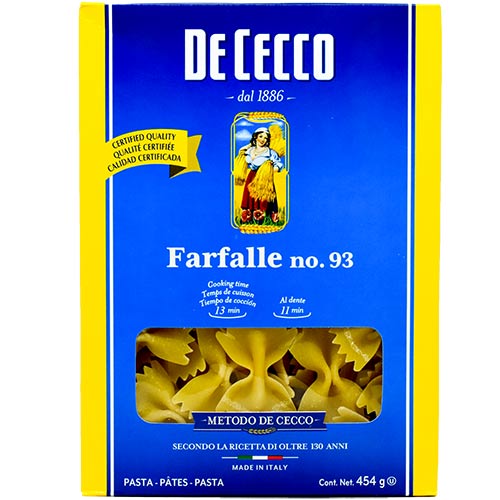 DE CECCO
dal 1886
CERTIFIED QUALITY
QUALITÉ CERTIFIÉE
CALIDAD CERTIFICADA
Farfalle no. 93
Cooking time
Temps de cuisson
Tiempo de cocción
13 min
Al dente
11 min
METODO DE CECCO
SECONDO LA RICETTA DI OLTRE 130 ANNI
MADE IN ITALY
PASTA - PÂTES - PASTA
Cont. Net. 454 g U